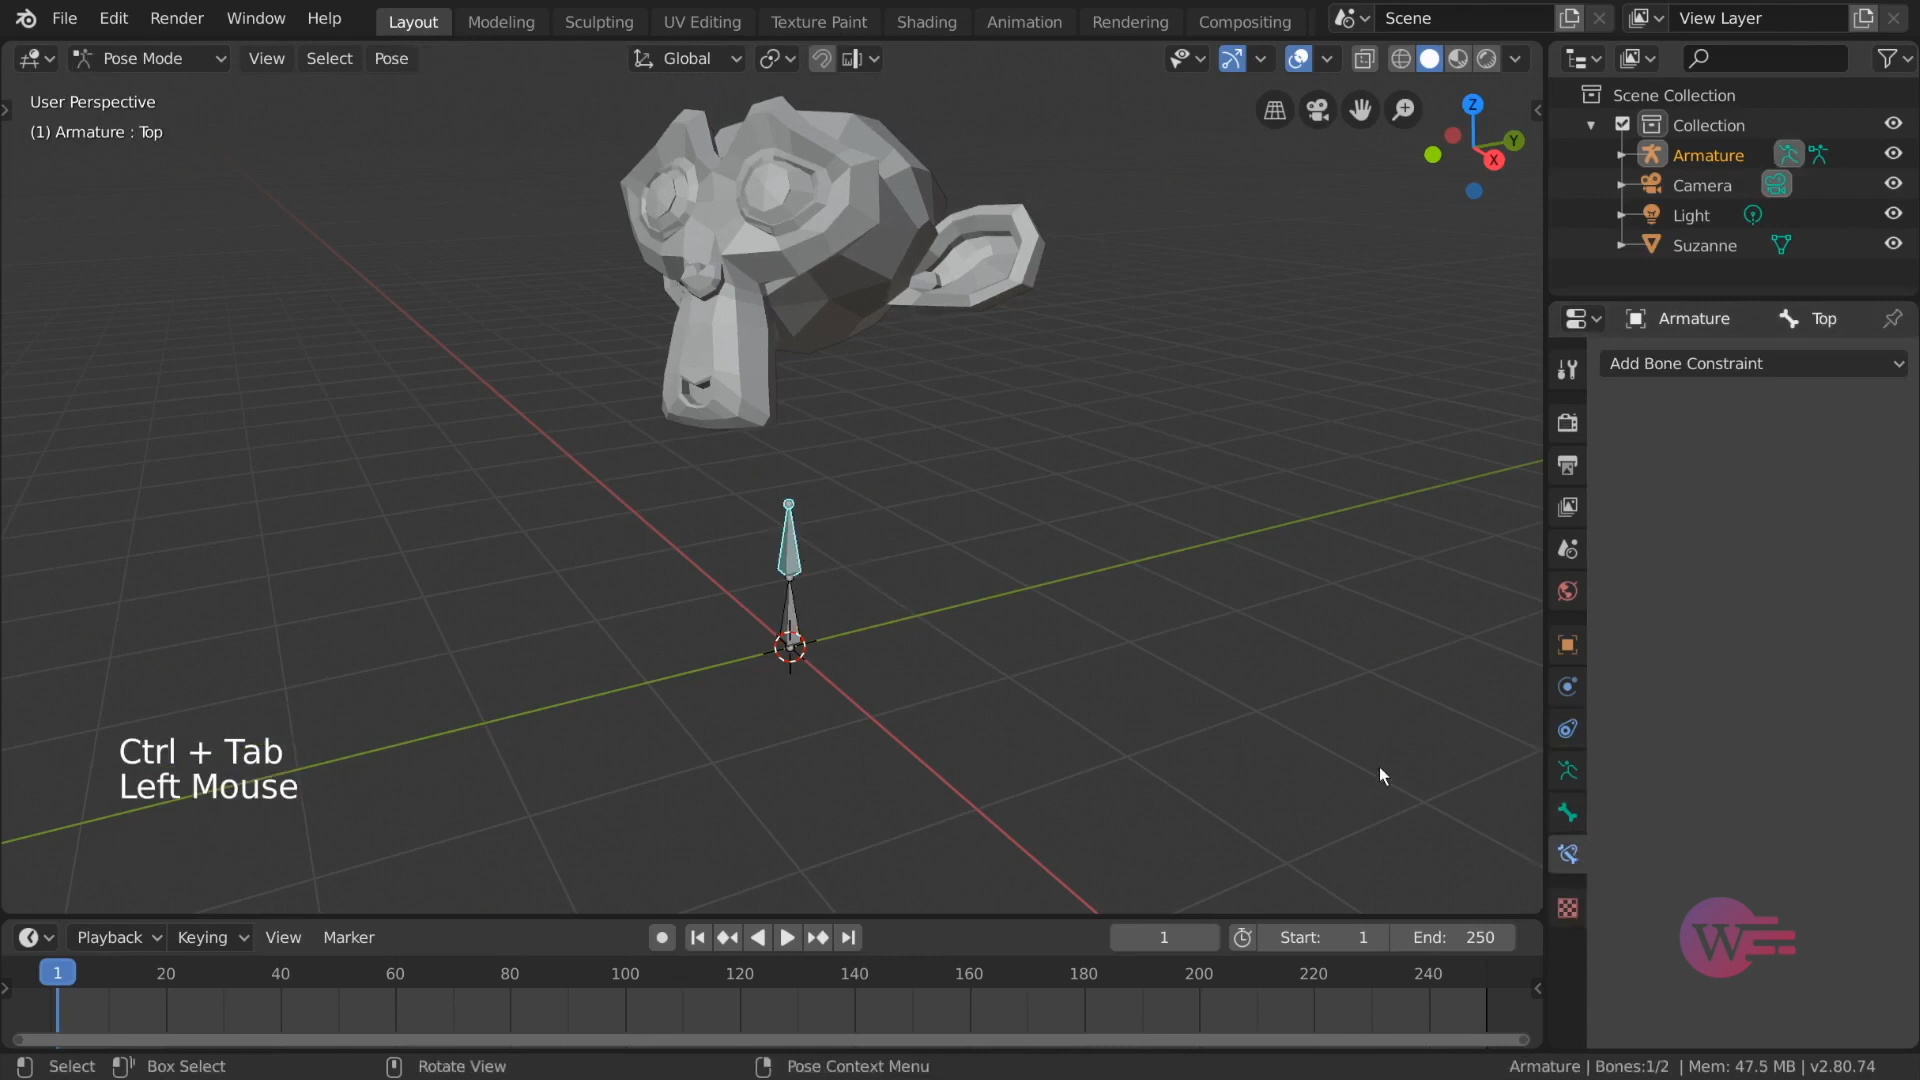 File Edit Render Window Help Layout Modeling Sculpting UV Editing Texture Paint Shading Animation Rendering Compositing Scene View Layer
Pose Mode View Select Pose Global
User Perspective
(1) Armature : Top
Z
Y
X
Scene Collection
Collection
Armature
Camera
Light
Suzanne
Armature Top
Add Bone Constraint
Ctrl + Tab
Left Mouse
W
Playback Keying View Marker 1 Start: 1 End: 250
1 20 40 60 80 100 120 140 160 180 200 220 240
Select Box Select Rotate View Pose Context Menu Armature | Bones:1/2 | Mem: 47.5 MB | v2.80.74